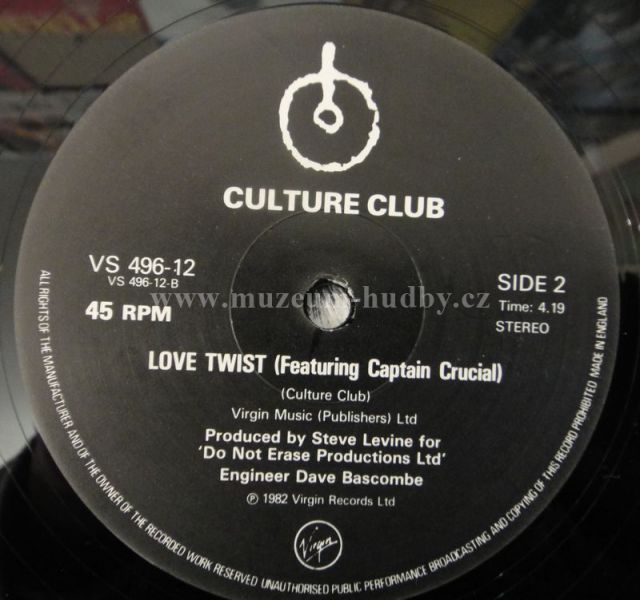 CULTURE CLUB
VS 496-12
VS 496-12-B
45 RPM
SIDE 2
Time: 4.19
STEREO
www.muzeum-hudby.cz
LOVE TWIST (Featuring Captain Crucial)
(Culture Club)
Virgin Music (Publishers) Ltd
Produced by Steve Levine for
'Do Not Erase Productions Ltd'
Engineer Dave Bascombe
℗ 1982 Virgin Records Ltd
Virgin
ALL RIGHTS OF THE MANUFACTURER AND OF THE OWNER OF THE RECORDED WORK RESERVED UNAUTHORISED PUBLIC PERFORMANCE BROADCASTING AND COPYING OF THIS RECORD PROHIBITED MADE IN ENGLAND